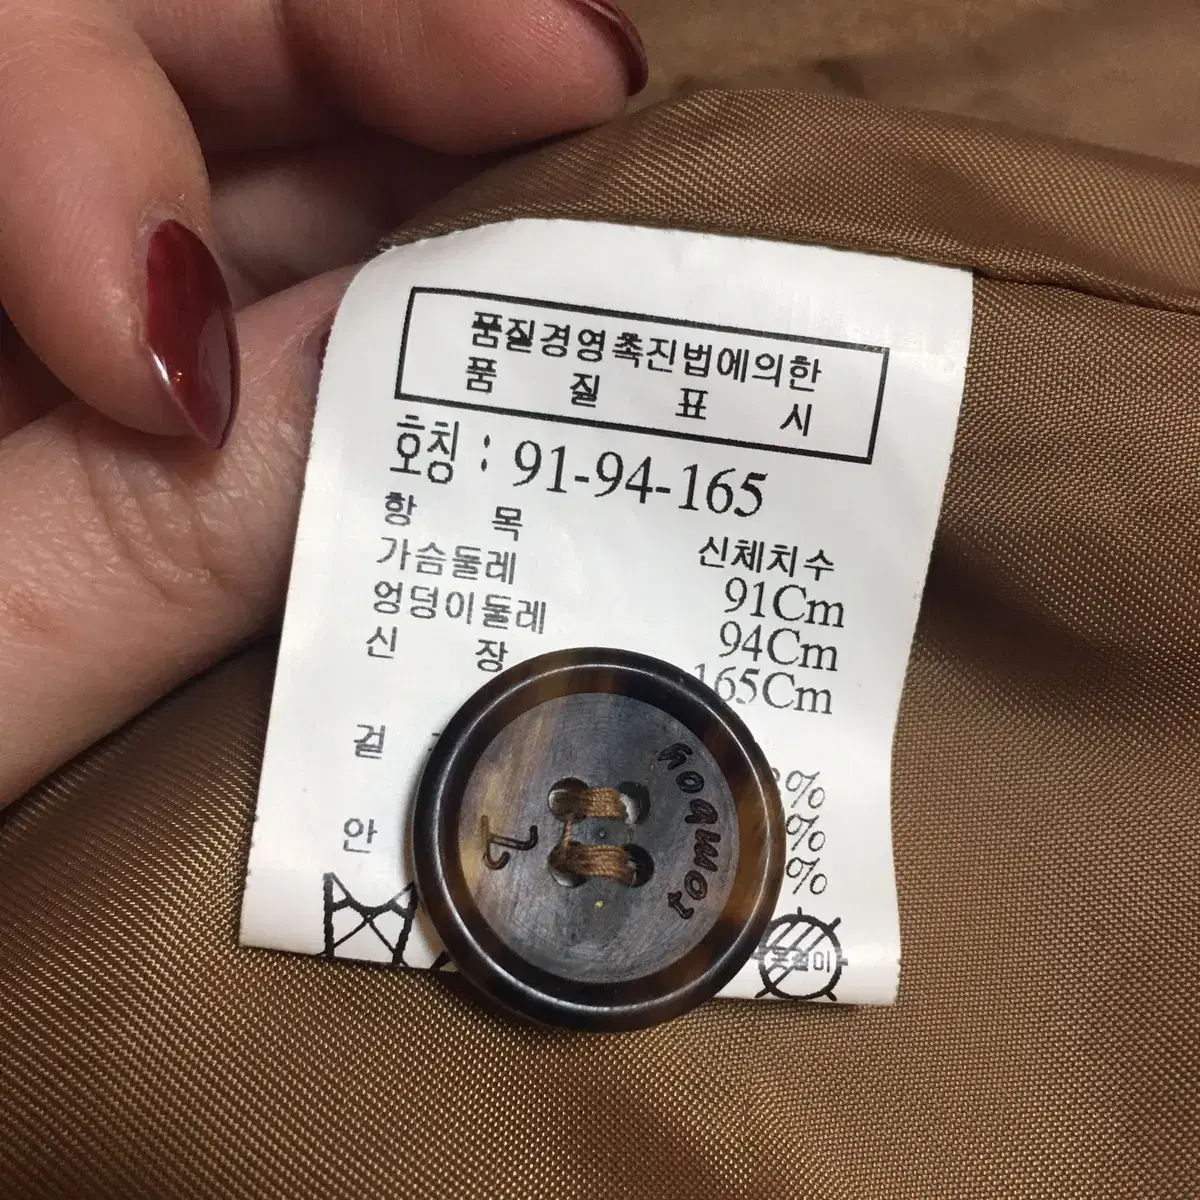 품질경영촉진법에의한
품 질 표 시
호칭 : 91-94-165
항 목 신체치수
가슴둘레 91Cm
엉덩이둘레 94Cm
신 장 165Cm
걸 %
%
안 %